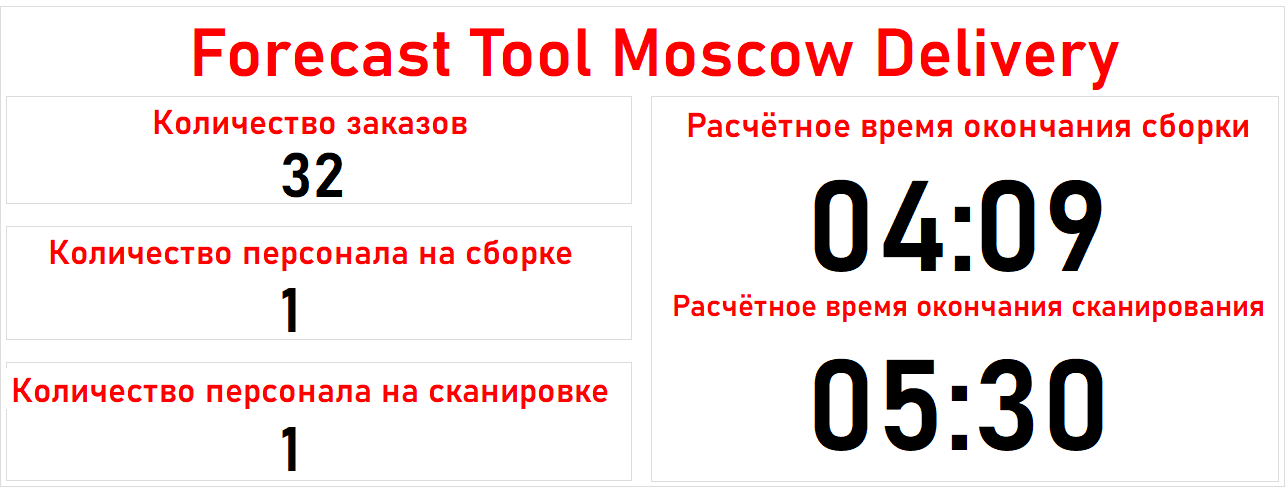 Forecast Tool Moscow Delivery
Количество заказов
32
Количество персонала на сборке
1
Количество персонала на сканировке
1
Расчётное время окончания сборки
04:09
Расчётное время окончания сканирования
05:30